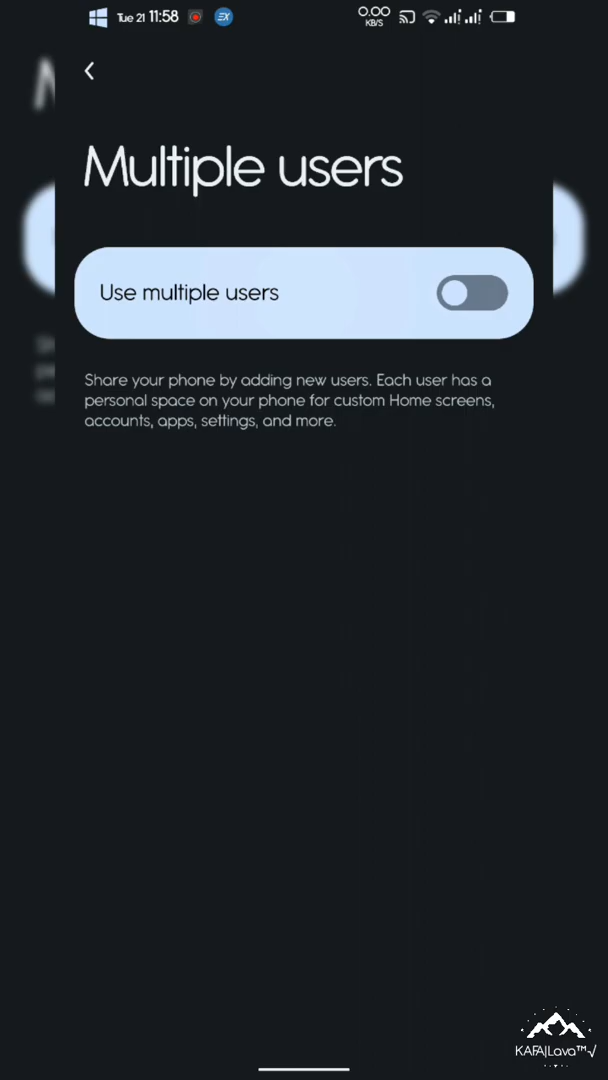 Tue 21 11:58
EX
0.00
KB/S
Multiple users
Use multiple users
Share your phone by adding new users. Each user has a
personal space on your phone for custom Home screens,
accounts, apps, settings, and more.
KAFA|Lava™√